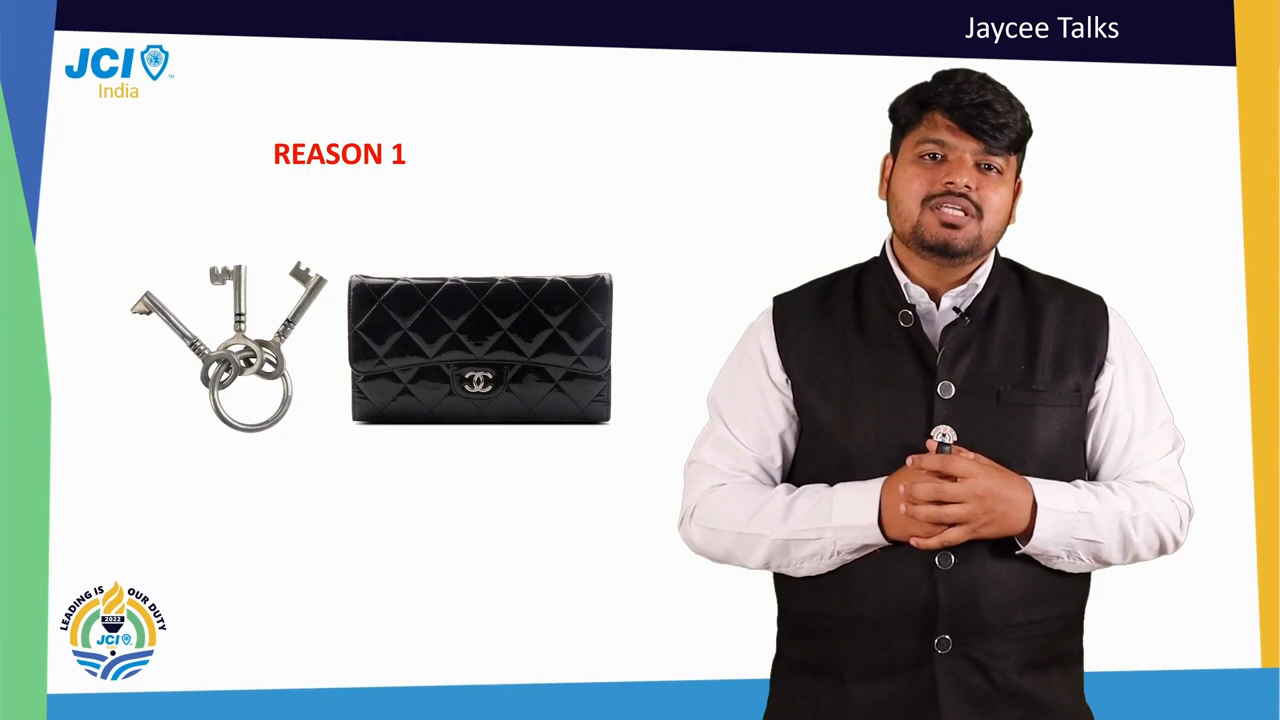 Jaycee Talks
JCI
India
REASON 1
LEADING IS OUR DUTY
2022
JCI